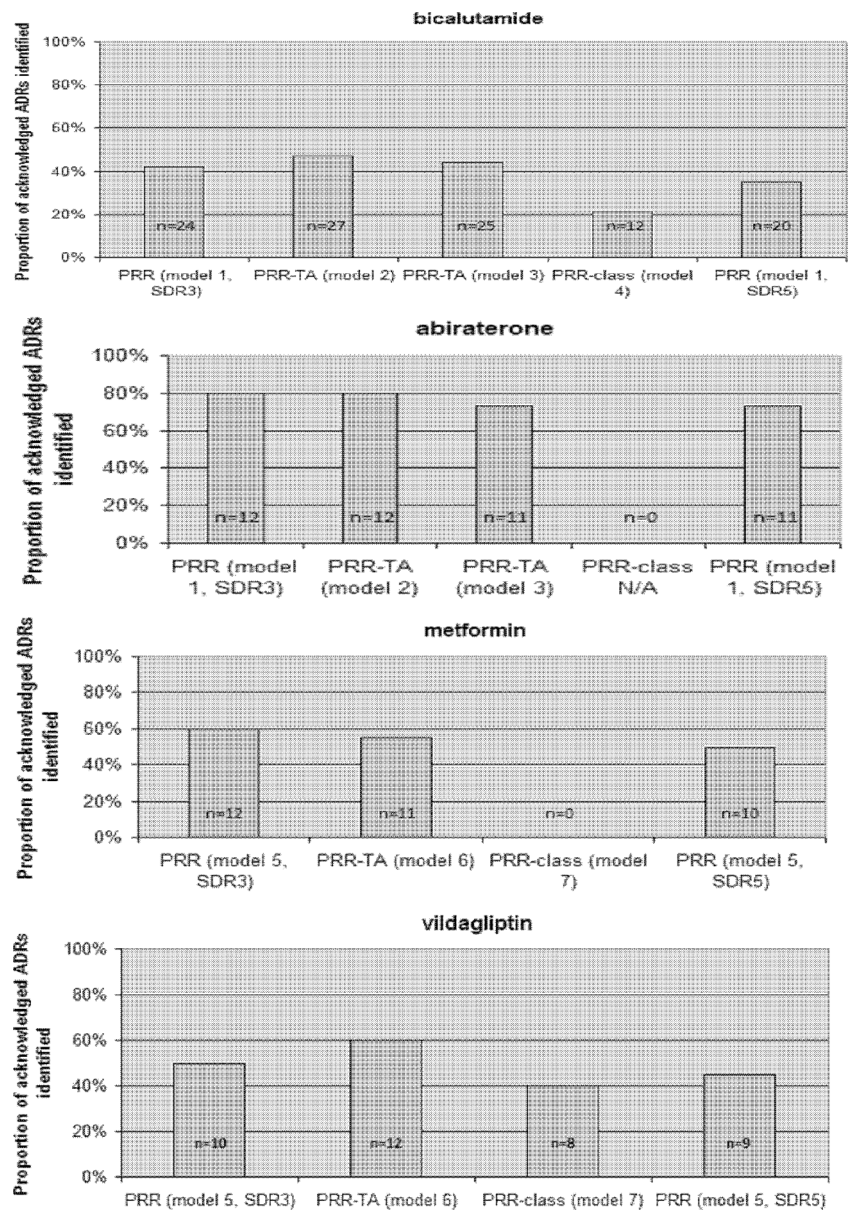 bicalutamide
Proportion of acknowledged ADRs identified
100%
80%
60%
40%
20%
0%
n=24
n=27
n=25
n=12
n=20
PRR (model 1, SDR3)
PRR-TA (model 2)
PRR-TA (model 3)
PRR-class (model 4)
PRR (model 1, SDR5)
abiraterone
Proportion of acknowledged ADRs identified
100%
80%
60%
40%
20%
0%
n=12
n=12
n=11
n=0
n=11
PRR (model 1, SDR3)
PRR-TA (model 2)
PRR-TA (model 3)
PRR-class N/A
PRR (model 1, SDR5)
metformin
Proportion of acknowledged ADRs identified
100%
80%
60%
40%
20%
0%
n=12
n=11
n=0
n=10
PRR (model 5, SDR3)
PRR-TA (model 6)
PRR-class (model 7)
PRR (model 5, SDR5)
vildagliptin
Proportion of acknowledged ADRs identified
100%
80%
60%
40%
20%
0%
n=10
n=12
n=8
n=9
PRR (model 5, SDR3)
PRR-TA (model 6)
PRR-class (model 7)
PRR (model 5, SDR5)